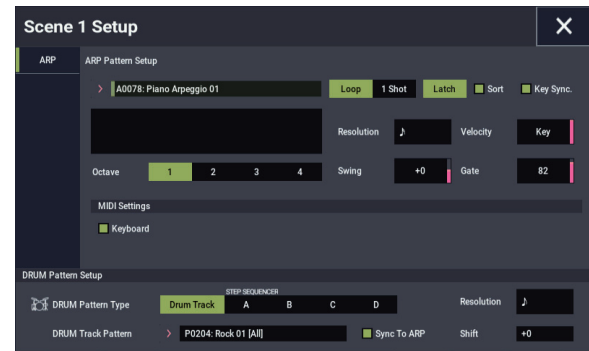 Scene 1 Setup
ARP
ARP Pattern Setup
A0078: Piano Arpeggio 01
Loop 1 Shot Latch Sort Key Sync.
Resolution Velocity Key
Octave 1 2 3 4 Swing +0 Gate 82
MIDI Settings
Keyboard
DRUM Pattern Setup
STEP SEQUENCER
DRUM Pattern Type Drum Track A B C D Resolution
DRUM Track Pattern P0204: Rock 01 [All] Sync To ARP Shift +0